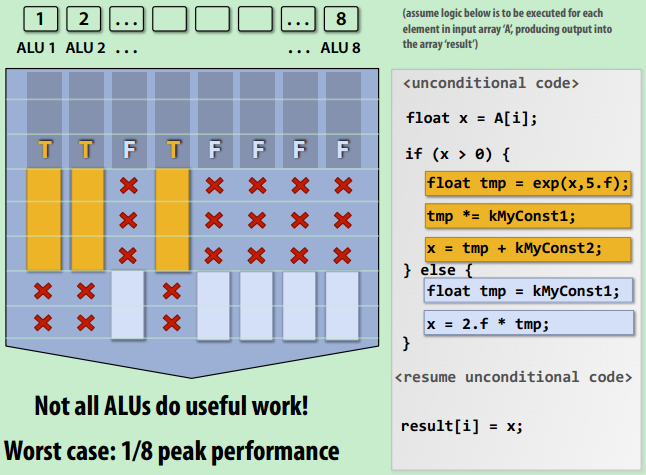 1 2 ... ... 8
ALU 1 ALU 2 ... ... ALU 8
T T F T F F F F
Not all ALUs do useful work!
Worst case: 1/8 peak performance
(assume logic below is to be executed for each
element in input array ‘A’, producing output into
the array ‘result’)
<unconditional code>
float x = A[i];
if (x > 0) {
float tmp = exp(x,5.f);
tmp *= kMyConst1;
x = tmp + kMyConst2;
} else {
float tmp = kMyConst1;
x = 2.f * tmp;
}
<resume unconditional code>
result[i] = x;